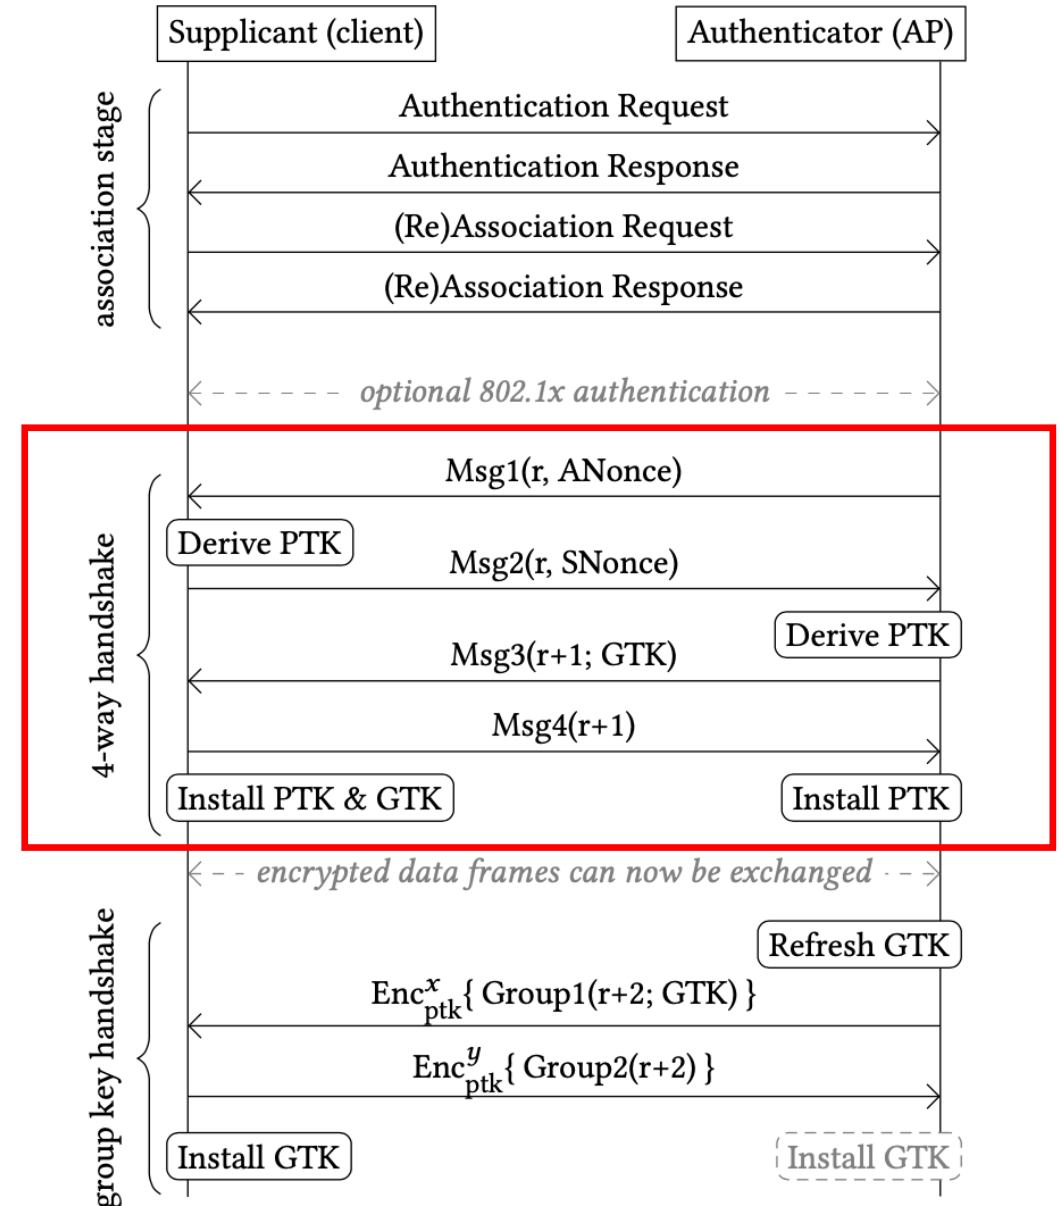 Supplicant (client)
Authenticator (AP)
association stage
Authentication Request
Authentication Response
(Re)Association Request
(Re)Association Response
optional 802.1x authentication
4-way handshake
Msg1(r, ANonce)
Derive PTK
Msg2(r, SNonce)
Derive PTK
Msg3(r+1; GTK)
Msg4(r+1)
Install PTK & GTK
Install PTK
encrypted data frames can now be exchanged
group key handshake
Refresh GTK
Enc^x_ptk{ Group1(r+2; GTK) }
Enc^y_ptk{ Group2(r+2) }
Install GTK
Install GTK